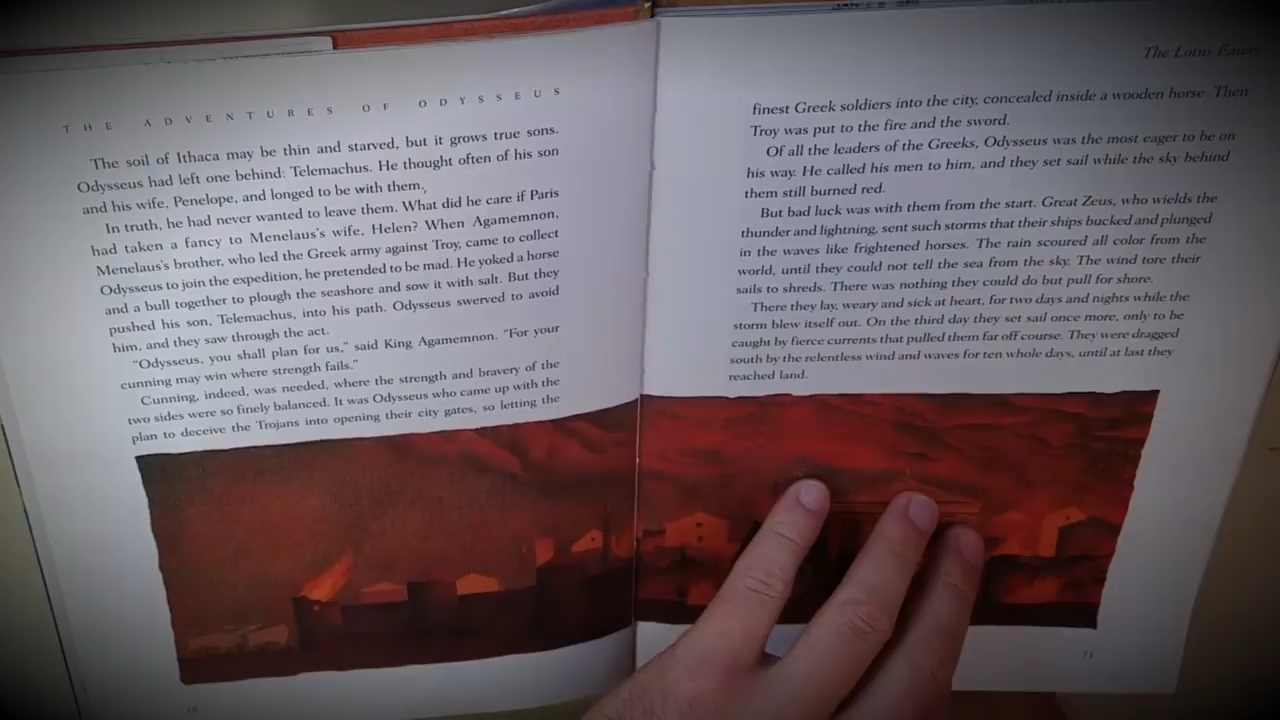 THE ADVENTURES OF ODYSSEUS
The soil of Ithaca may be thin and starved, but it grows true sons.
Odysseus had left one behind: Telemachus. He thought often of his son
and his wife, Penelope, and longed to be with them.
In truth, he had never wanted to leave them. What did he care if Paris
had taken a fancy to Menelaus's wife, Helen? When Agamemnon,
Menelaus's brother, who led the Greek army against Troy, came to collect
Odysseus to join the expedition, he pretended to be mad. He yoked a horse
and a bull together to plough the seashore and sow it with salt. But they
pushed his son, Telemachus, into his path. Odysseus swerved to avoid
him, and they saw through the act.
"Odysseus, you shall plan for us," said King Agamemnon. "For your
cunning may win where strength fails."
Cunning, indeed, was needed, where the strength and bravery of the
two sides were so finely balanced. It was Odysseus who came up with the
plan to deceive the Trojans into opening their city gates, so letting the
10
The Lotus Eaters
finest Greek soldiers into the city, concealed inside a wooden horse. Then
Troy was put to the fire and the sword.
Of all the leaders of the Greeks, Odysseus was the most eager to be on
his way. He called his men to him, and they set sail while the sky behind
them still burned red.
But bad luck was with them from the start. Great Zeus, who wields the
thunder and lightning, sent such storms that their ships bucked and plunged
in the waves like frightened horses. The rain scoured all color from the
world, until they could not tell the sea from the sky. The wind tore their
sails to shreds. There was nothing they could do but pull for shore.
There they lay, weary and sick at heart, for two days and nights while the
storm blew itself out. On the third day they set sail once more, only to be
caught by fierce currents that pulled them far off course. They were dragged
south by the relentless wind and waves for ten whole days, until at last they
reached land.
11